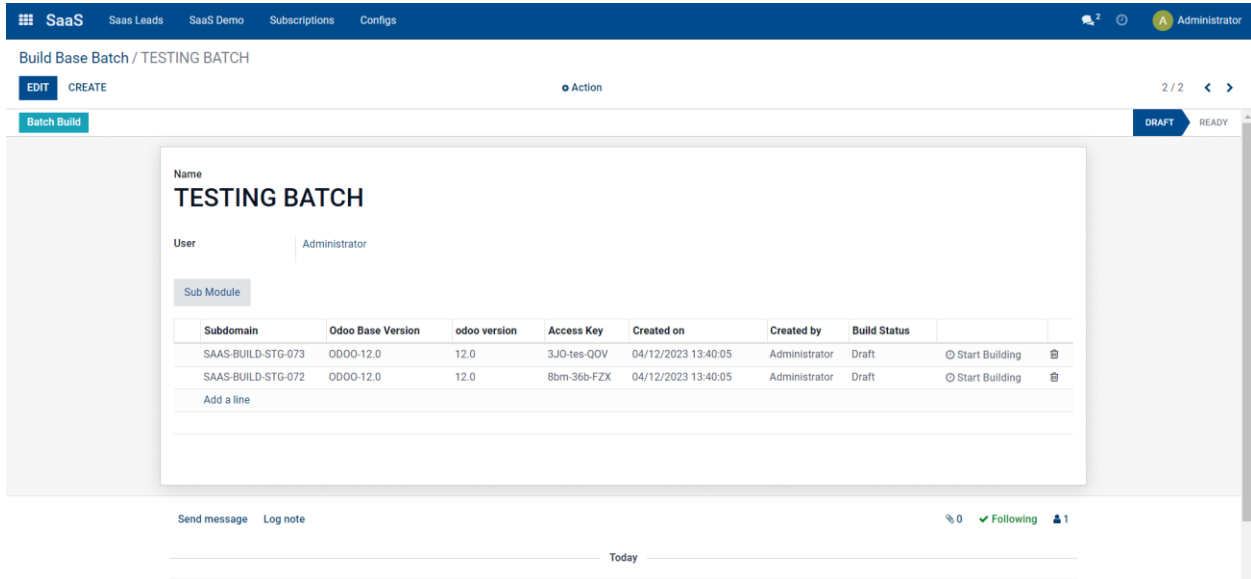 SaaS Saas Leads SaaS Demo Subscriptions Configs 2 A Administrator
Build Base Batch / TESTING BATCH
EDIT CREATE Action 2 / 2
Batch Build DRAFT READY
Name
TESTING BATCH
User Administrator
Sub Module
Subdomain Odoo Base Version odoo version Access Key Created on Created by Build Status
SAAS-BUILD-STG-073 ODOO-12.0 12.0 3JO-tes-QOV 04/12/2023 13:40:05 Administrator Draft Start Building
SAAS-BUILD-STG-072 ODOO-12.0 12.0 8bm-36b-FZX 04/12/2023 13:40:05 Administrator Draft Start Building
Add a line
Send message Log note 0 Following 1
Today